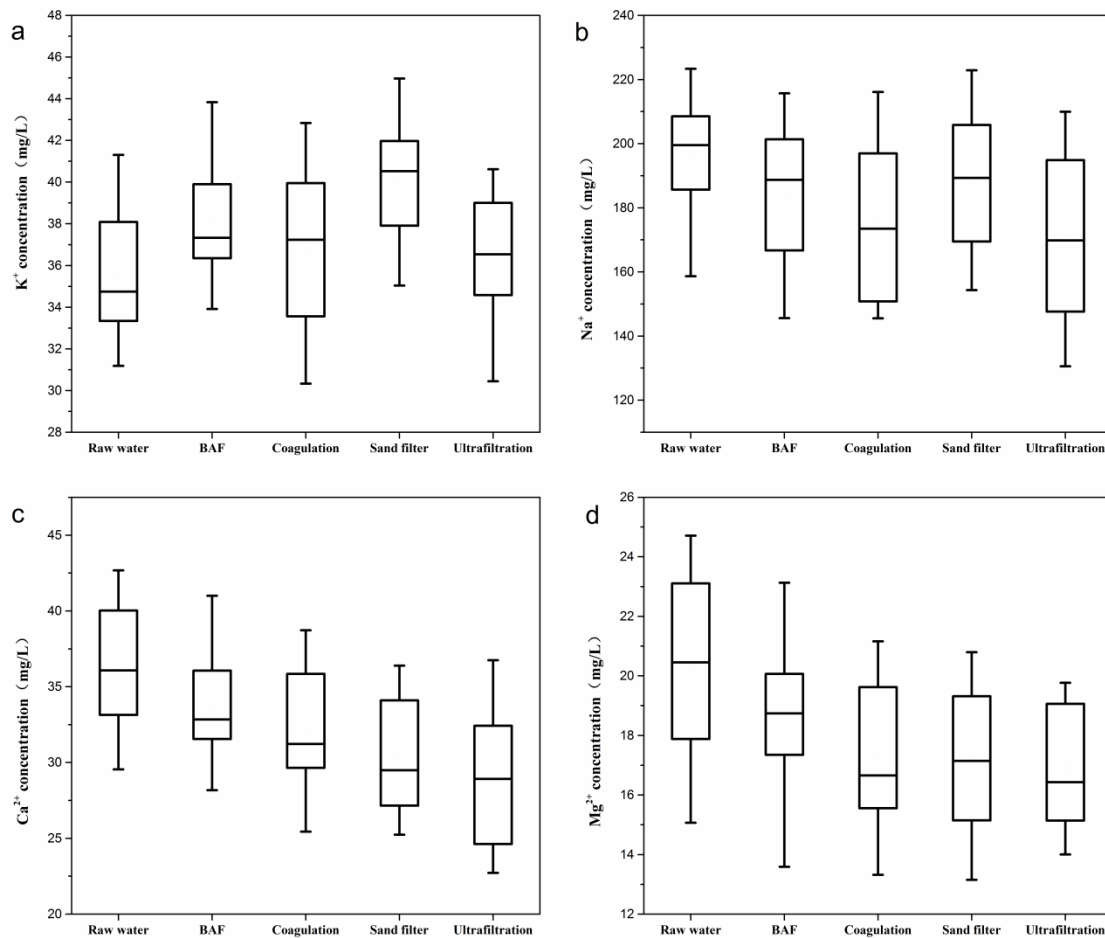 a
K⁺ concentration（mg/L）
48
46
44
42
40
38
36
34
32
30
28
Raw water BAF Coagulation Sand filter Ultrafiltration
b
Na⁺ concentration（mg/L）
240
220
200
180
160
140
120
Raw water BAF Coagulation Sand filter Ultrafiltration
c
Ca²⁺ concentration（mg/L）
45
40
35
30
25
20
Raw water BAF Coagulation Sand filter Ultrafiltration
d
Mg²⁺ concentration（mg/L）
26
24
22
20
18
16
14
12
Raw water BAF Coagulation Sand filter Ultrafiltration